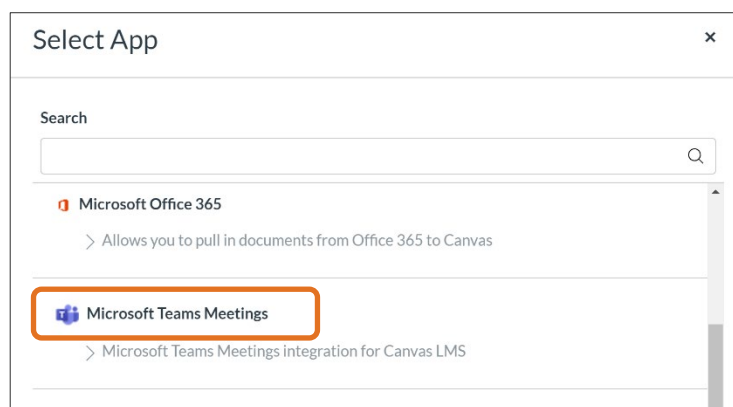 Select App
×
Search
Microsoft Office 365
> Allows you to pull in documents from Office 365 to Canvas
Microsoft Teams Meetings
> Microsoft Teams Meetings integration for Canvas LMS